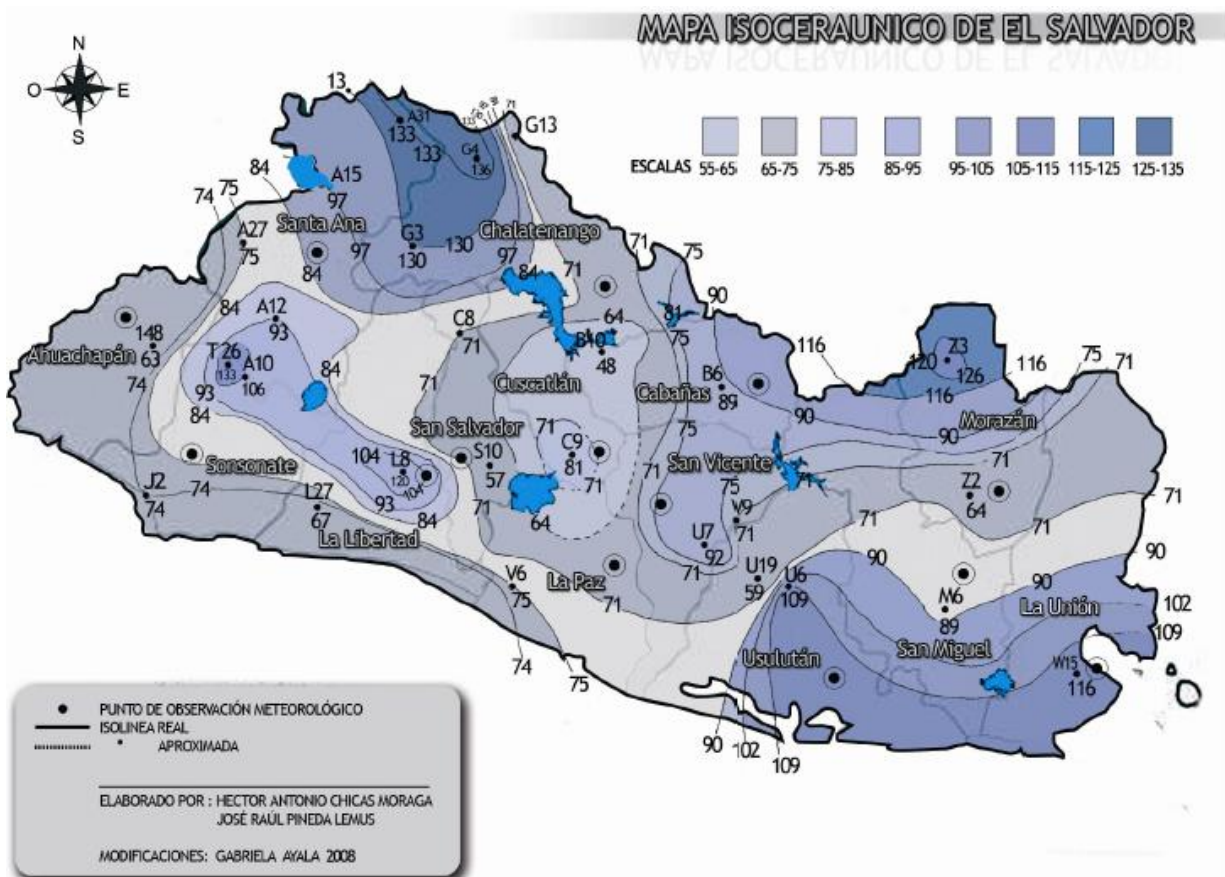 MAPA ISOCERAUNICO DE EL SALVADOR
N
O E
S
ESCALAS 55-65 65-75 75-85 85-95 95-105 105-115 115-125 125-135
13
A31
133
133
71
G13
G4
136
84
A15
97
74
75
A27
75
Santa Ana
84
97
G3
130
130
Chalatenango
97
84
71
71
75
64
81
90
84
A12
93
C8
71
B10
48
75
116
Z3
120
126
116
116
75
71
148
63
Ahuachapán
74
T 26
133
A10
106
93
84
84
71
Cuscatlán
Cabañas
B6
89
90
90
Morazán
San Salvador
71
C9
81
71
75
Sonsonate
104
L8
120
104
S10
57
71
San Vicente
71
71
J2
74
74
L27
67
93
84
71
64
75
V9
71
Z2
64
71
La Libertad
U7
92
71
71
71
90
V6
75
La Paz
71
U19
59
U6
109
90
90
M6
89
La Unión
102
109
74
75
Usulután
San Miguel
W15
116
90
102
109
PUNTO DE OBSERVACIÓN METEOROLÓGICO
ISOLINEA REAL
APROXIMADA
ELABORADO POR : HECTOR ANTONIO CHICAS MORAGA
JOSÉ RAÚL PINEDA LEMUS
MODIFICACIONES: GABRIELA AYALA 2008